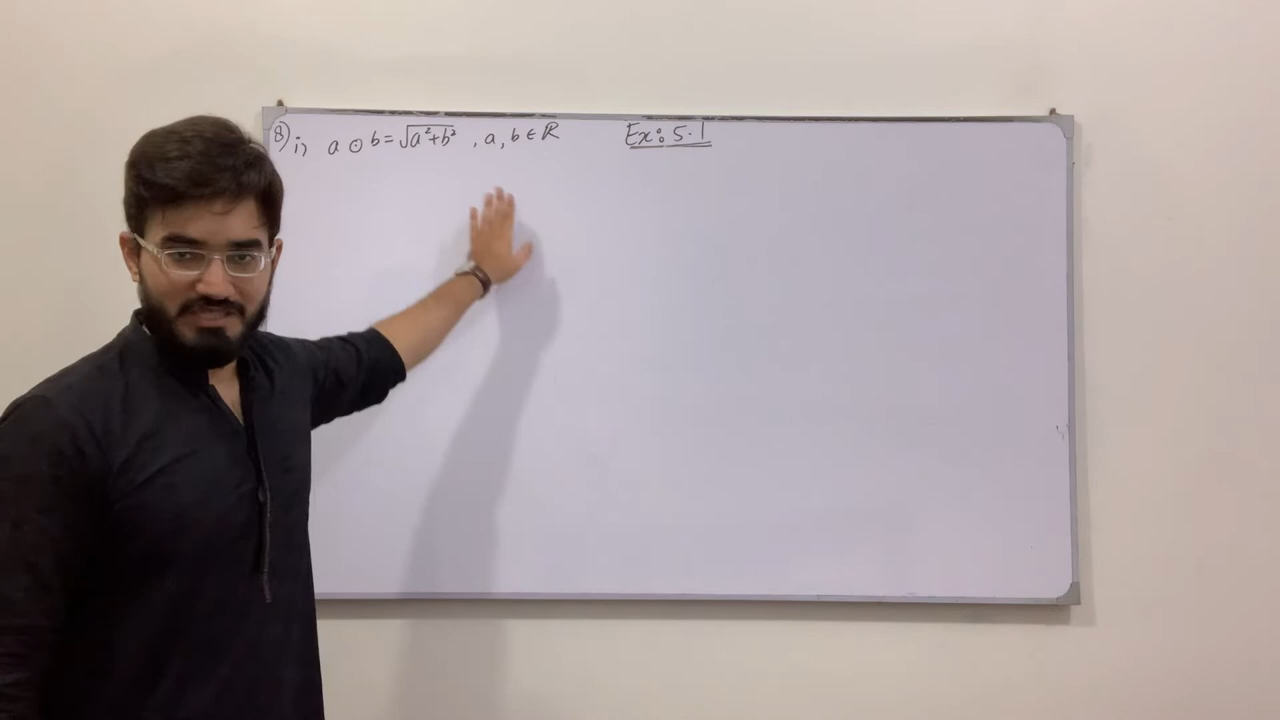 8) i, a ⊙ b = √a²+b² , a, b ∈ ℝ
Ex: 5.1